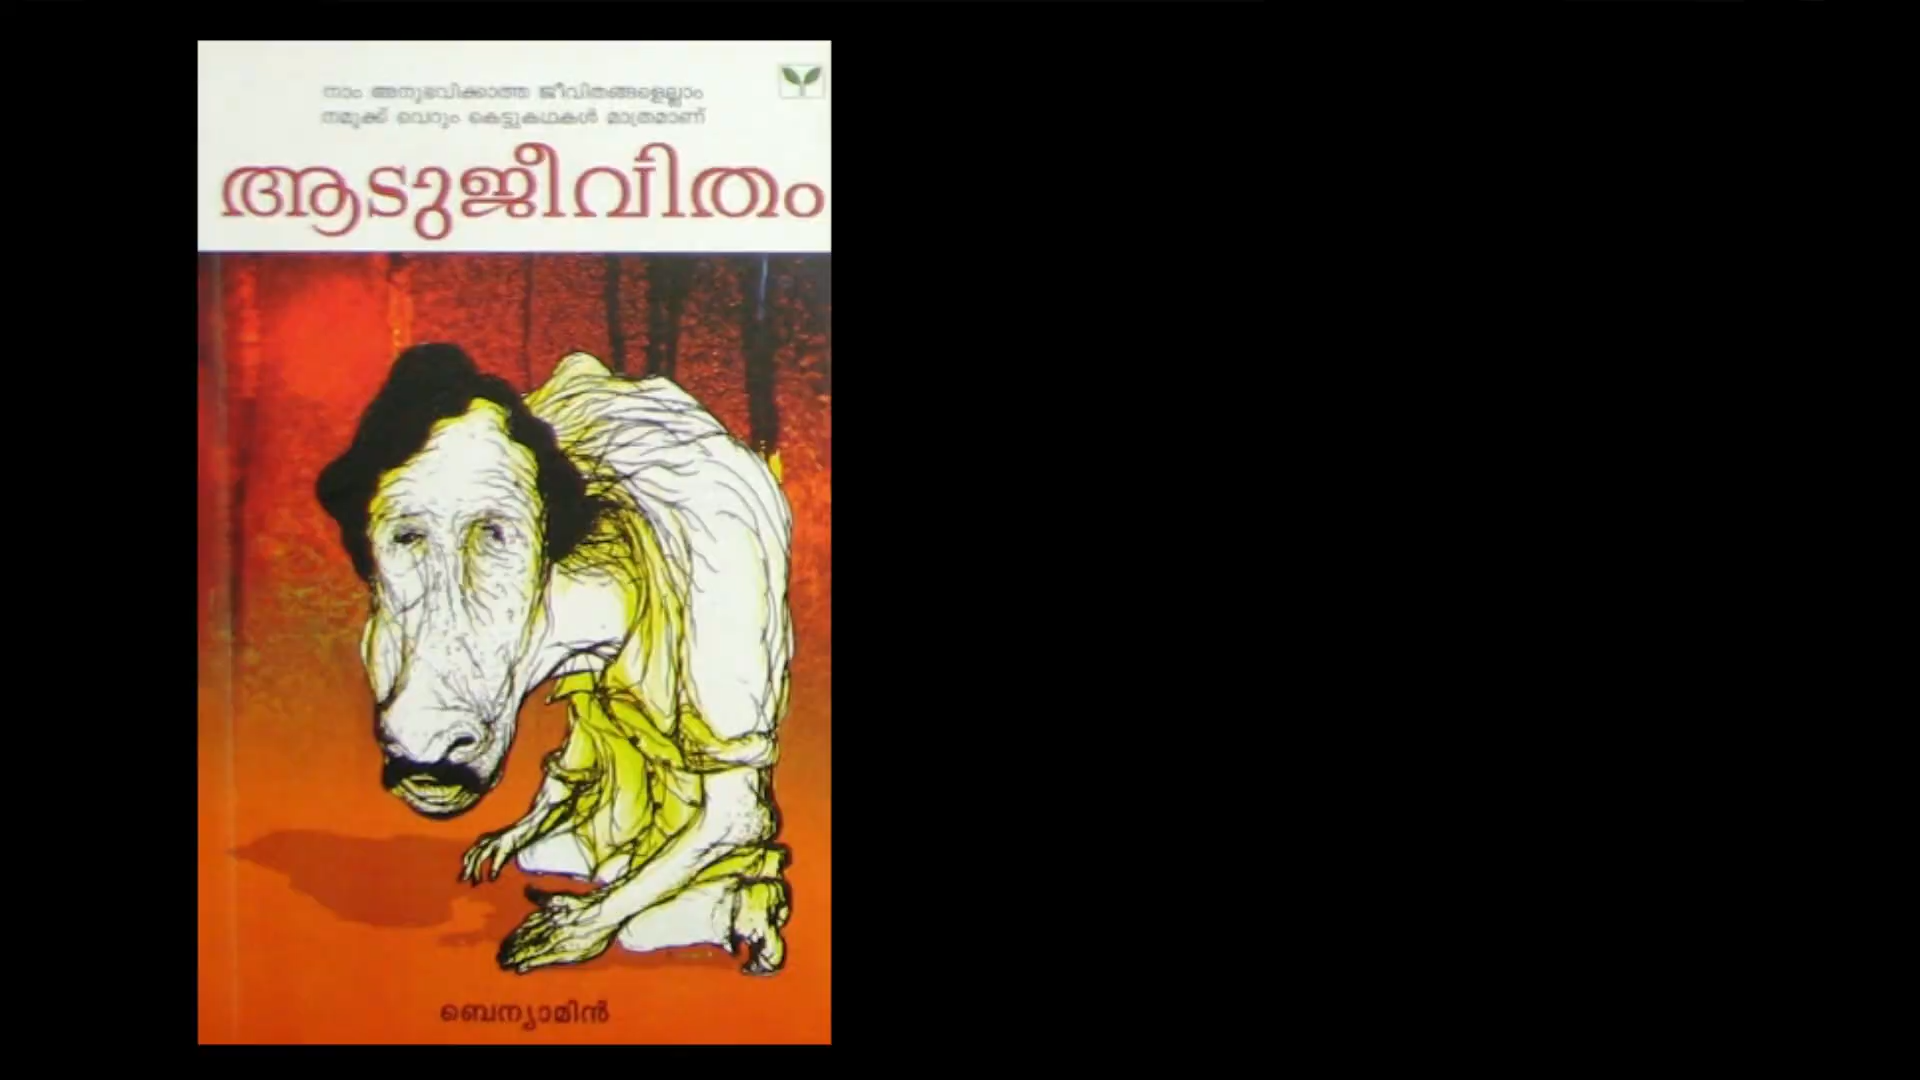 നാം അനുഭവിക്കാത്ത ജീവിതങ്ങളെല്ലാം
നമുക്ക് വെറും കെട്ടുകഥകൾ മാത്രമാണ്
ആടുജീവിതം
ബെന്യാമിൻ